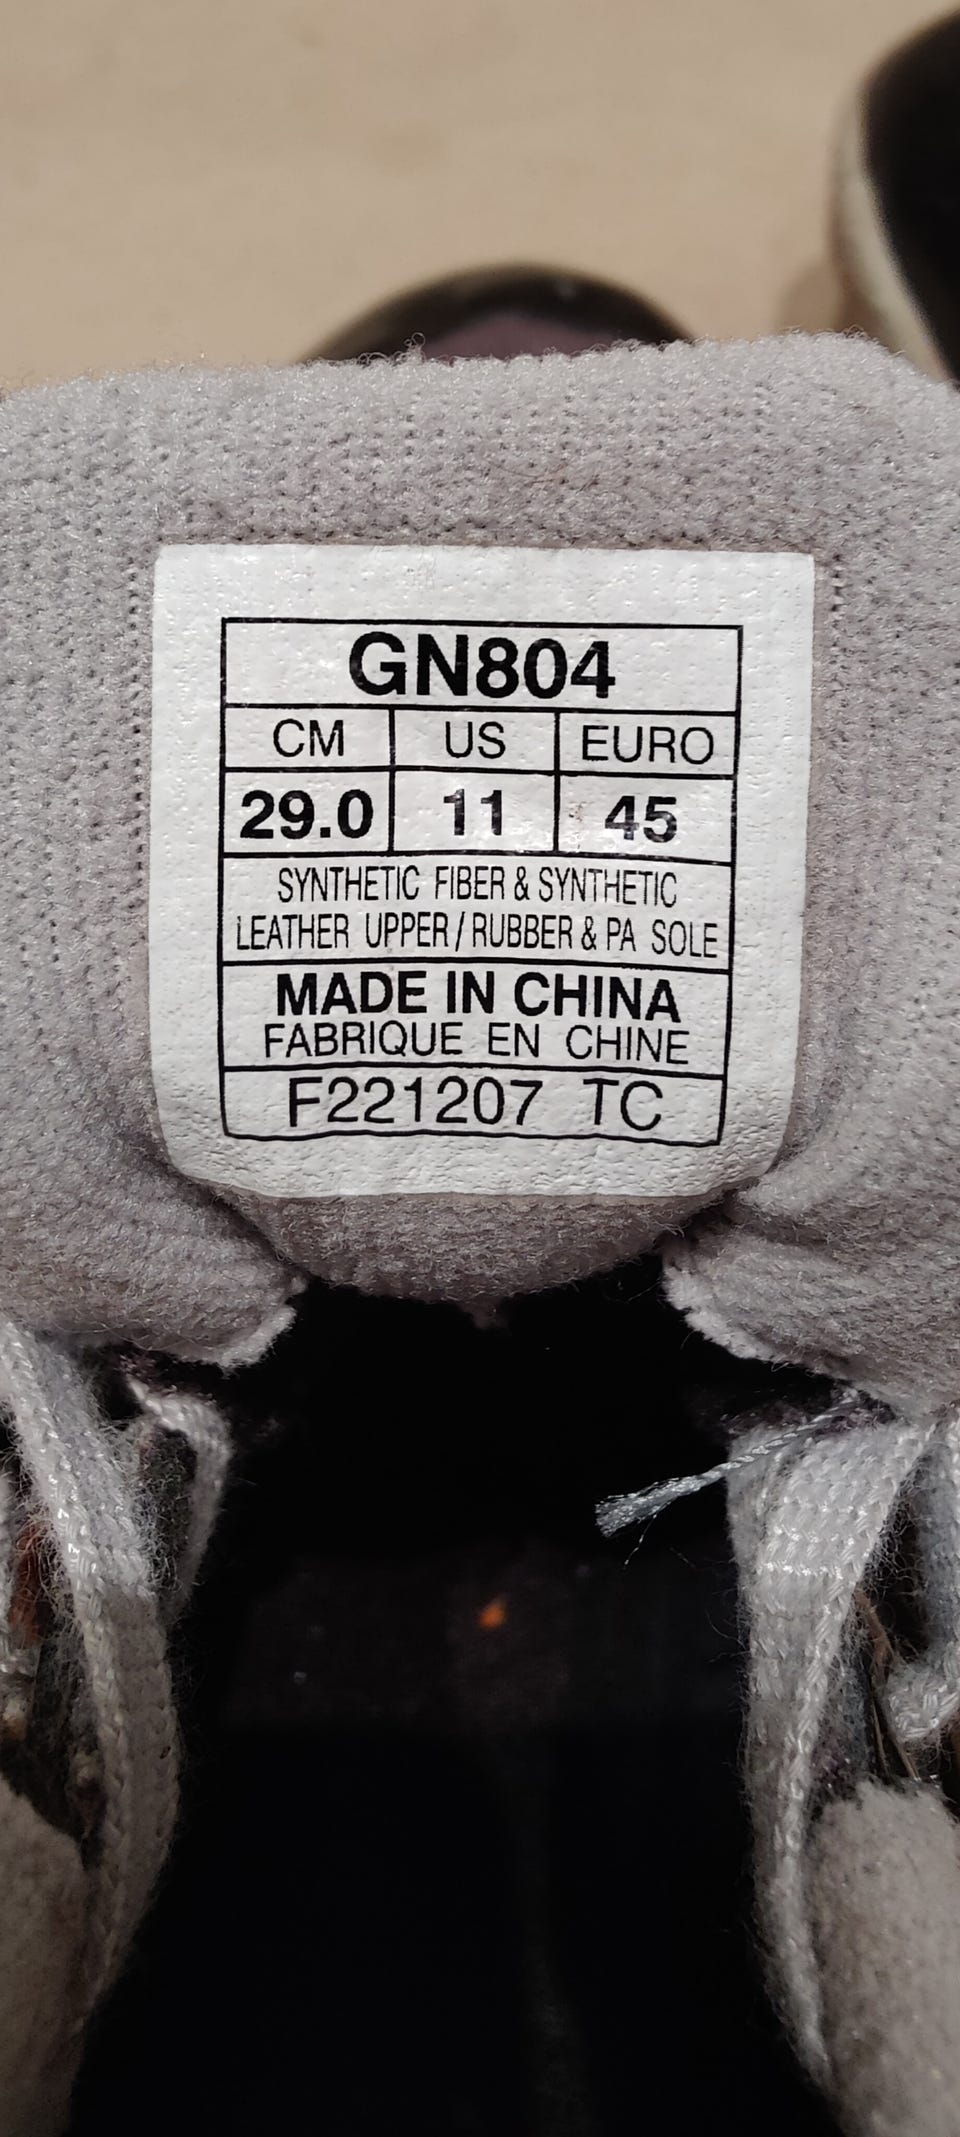 GN804
CM US EURO
29.0 11 45
SYNTHETIC FIBER & SYNTHETIC
LEATHER UPPER / RUBBER & PA SOLE
MADE IN CHINA
FABRIQUE EN CHINE
F221207 TC